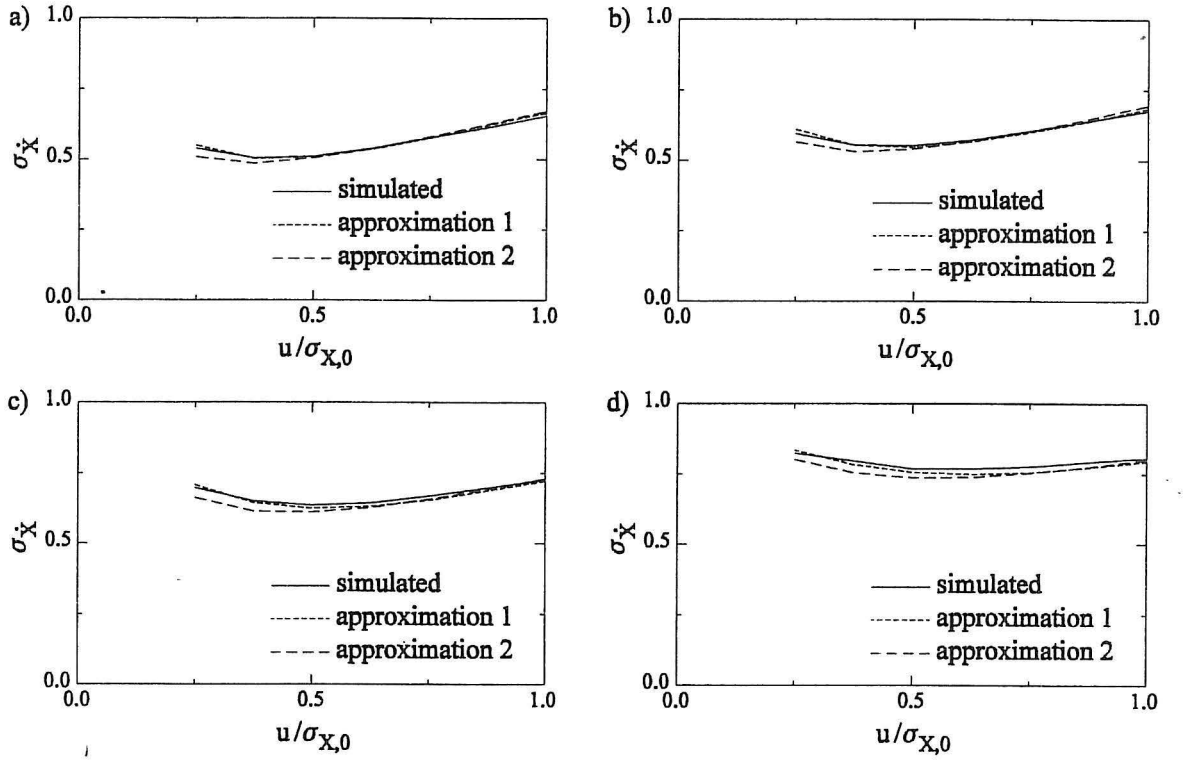 a) 1.0
σẊ
0.5
simulated
approximation 1
approximation 2
0.0
0.0 0.5 1.0
u/σX,0
b) 1.0
σẊ
0.5
simulated
approximation 1
approximation 2
0.0
0.0 0.5 1.0
u/σX,0
c) 1.0
σẊ
0.5
simulated
approximation 1
approximation 2
0.0
0.0 0.5 1.0
u/σX,0
d) 1.0
σẊ
0.5
simulated
approximation 1
approximation 2
0.0
0.0 0.5 1.0
u/σX,0